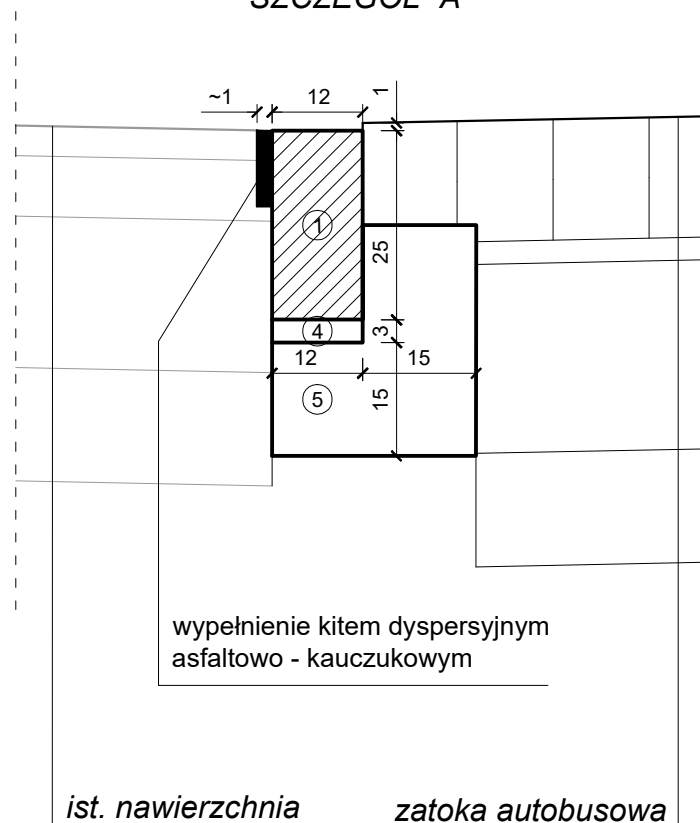 SZCZEGÓŁ "A"
~1
12
1
1
25
4
3
12
15
5
15
wypełnienie kitem dyspersyjnym
asfaltowo - kauczukowym
ist. nawierzchnia
zatoka autobusowa